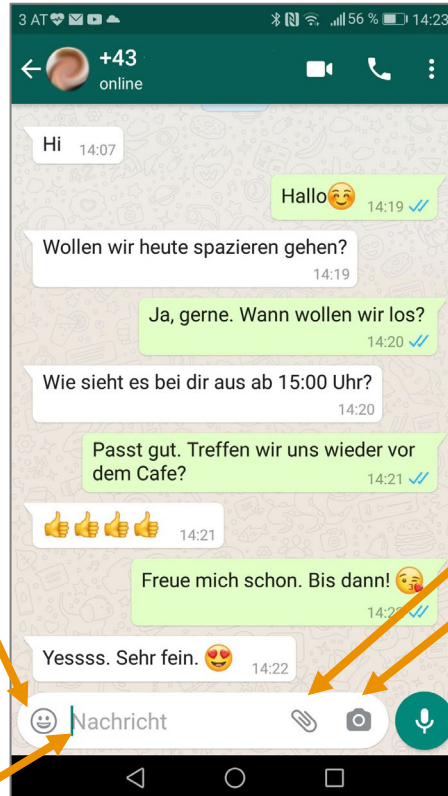 3 AT 56 % 14:23
+43
online
Hi 14:07
Hallo☺️ 14:19
Wollen wir heute spazieren gehen?
14:19
Ja, gerne. Wann wollen wir los?
14:20
Wie sieht es bei dir aus ab 15:00 Uhr?
14:20
Passt gut. Treffen wir uns wieder vor
dem Cafe? 14:21
👍👍👍👍 14:21
Freue mich schon. Bis dann! 😘
Yessss. Sehr fein. 😍 14:22
Nachricht